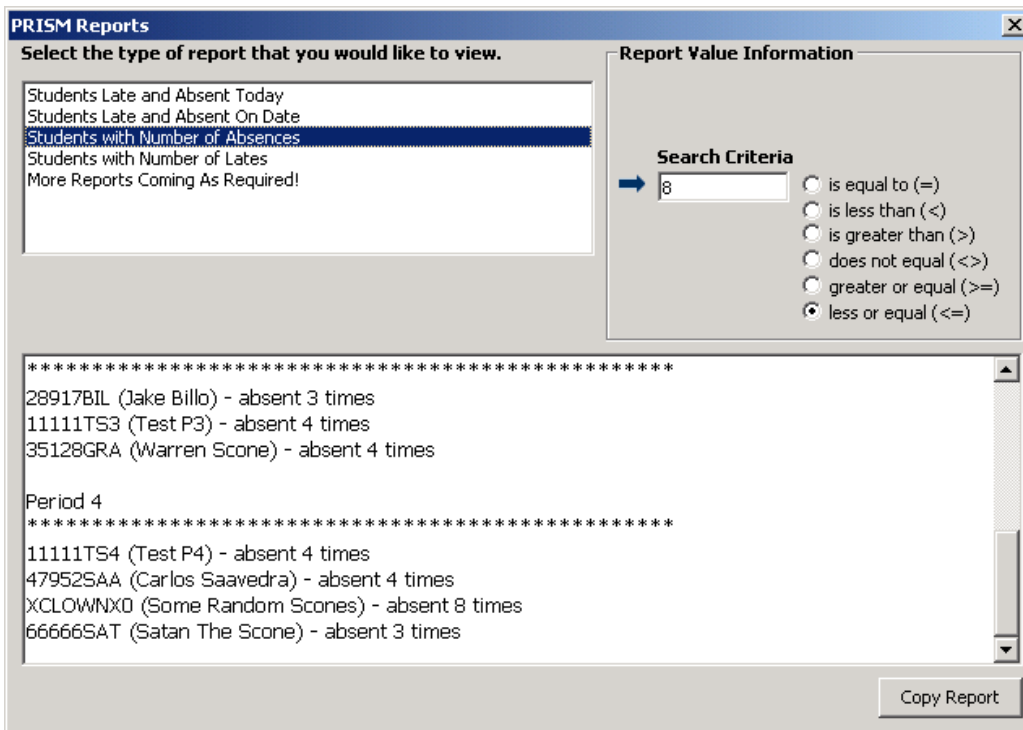 PRISM Reports
Select the type of report that you would like to view.
Students Late and Absent Today
Students Late and Absent On Date
Students with Number of Absences
Students with Number of Lates
More Reports Coming As Required!
Report Value Information
Search Criteria
8
is equal to (=)
is less than (<)
is greater than (>)
does not equal (<>)
greater or equal (>=)
less or equal (<=)
**************************************************
28917BIL (Jake Billo) - absent 3 times
11111TS3 (Test P3) - absent 4 times
35128GRA (Warren Scone) - absent 4 times
Period 4
**************************************************
11111TS4 (Test P4) - absent 4 times
47952SAA (Carlos Saavedra) - absent 4 times
XCLOWNX0 (Some Random Scones) - absent 8 times
66666SAT (Satan The Scone) - absent 3 times
Copy Report